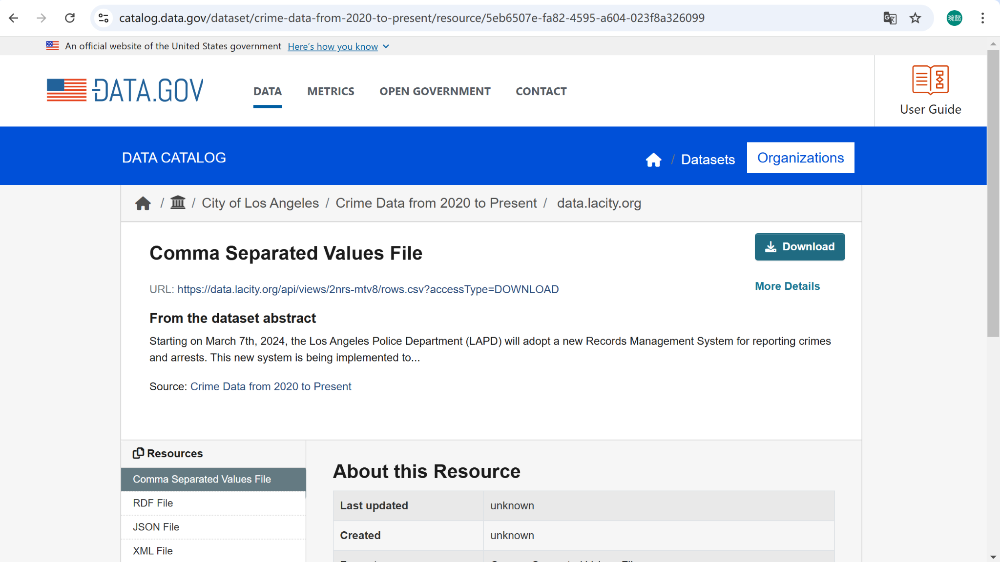 catalog.data.gov/dataset/crime-data-from-2020-to-present/resource/5eb6507e-fa82-4595-a604-023f8a326099
琬懿
An official website of the United States government Here's how you know
DATA.GOV
DATA METRICS OPEN GOVERNMENT CONTACT
User Guide
DATA CATALOG
/ Datasets Organizations
/ / City of Los Angeles / Crime Data from 2020 to Present / data.lacity.org
Comma Separated Values File
Download
URL: https://data.lacity.org/api/views/2nrs-mtv8/rows.csv?accessType=DOWNLOAD
More Details
From the dataset abstract
Starting on March 7th, 2024, the Los Angeles Police Department (LAPD) will adopt a new Records Management System for reporting crimes
and arrests. This new system is being implemented to...
Source: Crime Data from 2020 to Present
Resources
Comma Separated Values File
RDF File
JSON File
XML File
About this Resource
Last updated unknown
Created unknown